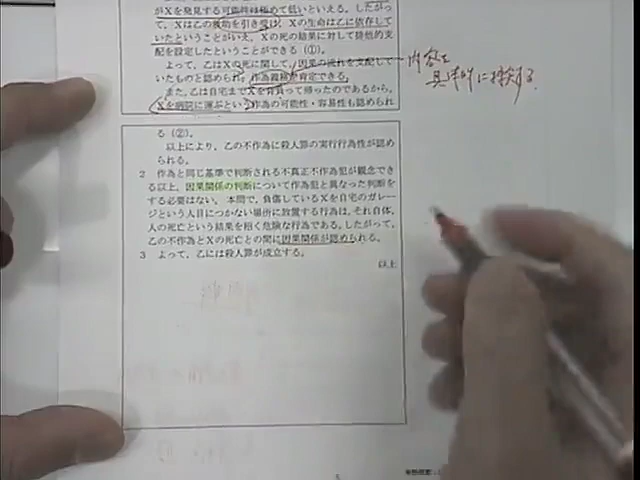 がXを発見する可能性は極めて低いといえる。したがっ
て、Xは乙の救助を引き受け、Xの生命は乙に依存して
いたということがいえ、Xの死の結果に対して排他的支
配を設定したということができる（①）。
よって、乙はXの死に関して、因果の流れを支配してい
たものと認められ、作為義務が肯定できる。
また、乙は自宅までXを背負って帰ったのであるから、
Xを病院に運ぶという作為の可能性・容易性も認められ
内容を
具体的に検討する.
る（②）。
以上により、乙の不作為に殺人罪の実行行為性が認め
られる。
2 作為と同じ基準で判断される不真正不作為犯が観念でき
る以上、因果関係の判断について作為犯と異なった判断を
する必要はない。本問で、負傷しているXを自宅のガレー
ジという人目につかない場所に放置する行為は、それ自体、
人の死亡という結果を招く危険な行為である。したがって、
乙の不作為とXの死亡との間に因果関係が認められる。
3 よって、乙には殺人罪が成立する。
以上